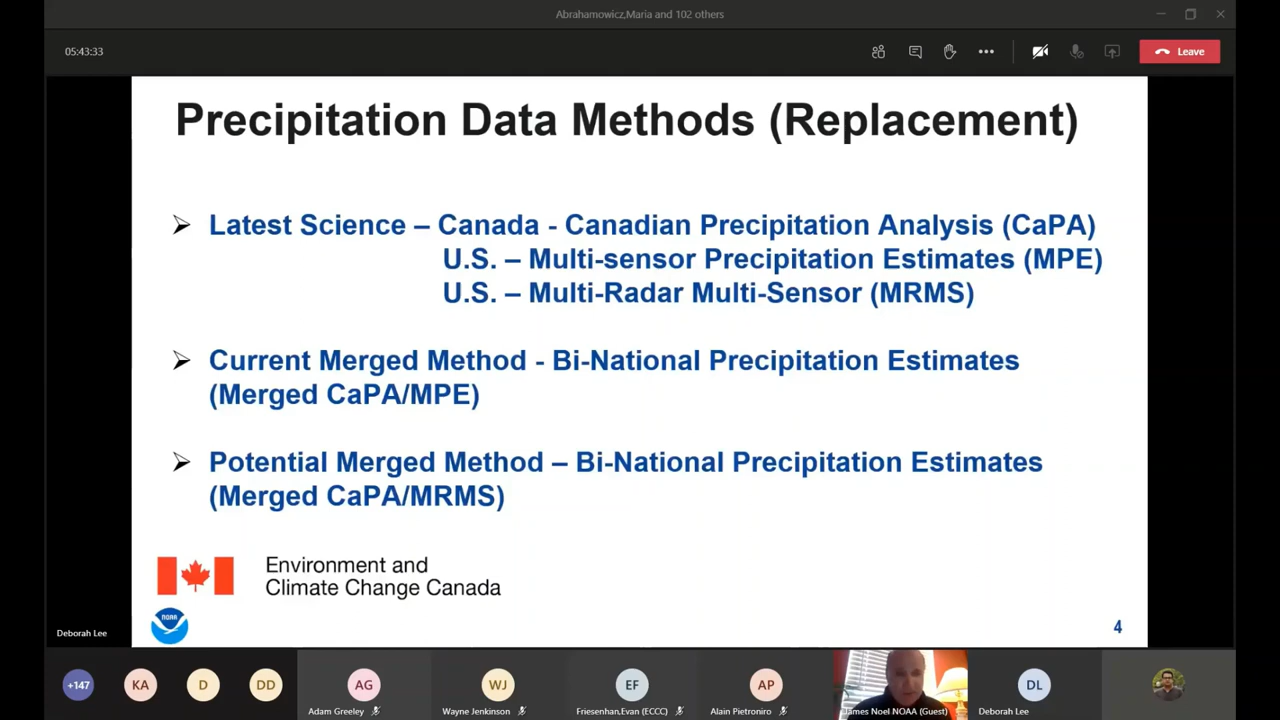 Abrahamowicz,Maria and 102 others
05:43:33
Leave
Precipitation Data Methods (Replacement)
Latest Science – Canada - Canadian Precipitation Analysis (CaPA)
U.S. – Multi-sensor Precipitation Estimates (MPE)
U.S. – Multi-Radar Multi-Sensor (MRMS)
Current Merged Method - Bi-National Precipitation Estimates
(Merged CaPA/MPE)
Potential Merged Method – Bi-National Precipitation Estimates
(Merged CaPA/MRMS)
Environment and
Climate Change Canada
NOAA
4
Deborah Lee
+147
KA
D
DD
AG
WJ
EF
AP
DL
Adam Greeley
Wayne Jenkinson
Friesenhan,Evan (ECCC)
Alain Pietroniro
James Noel NOAA (Guest)
Deborah Lee